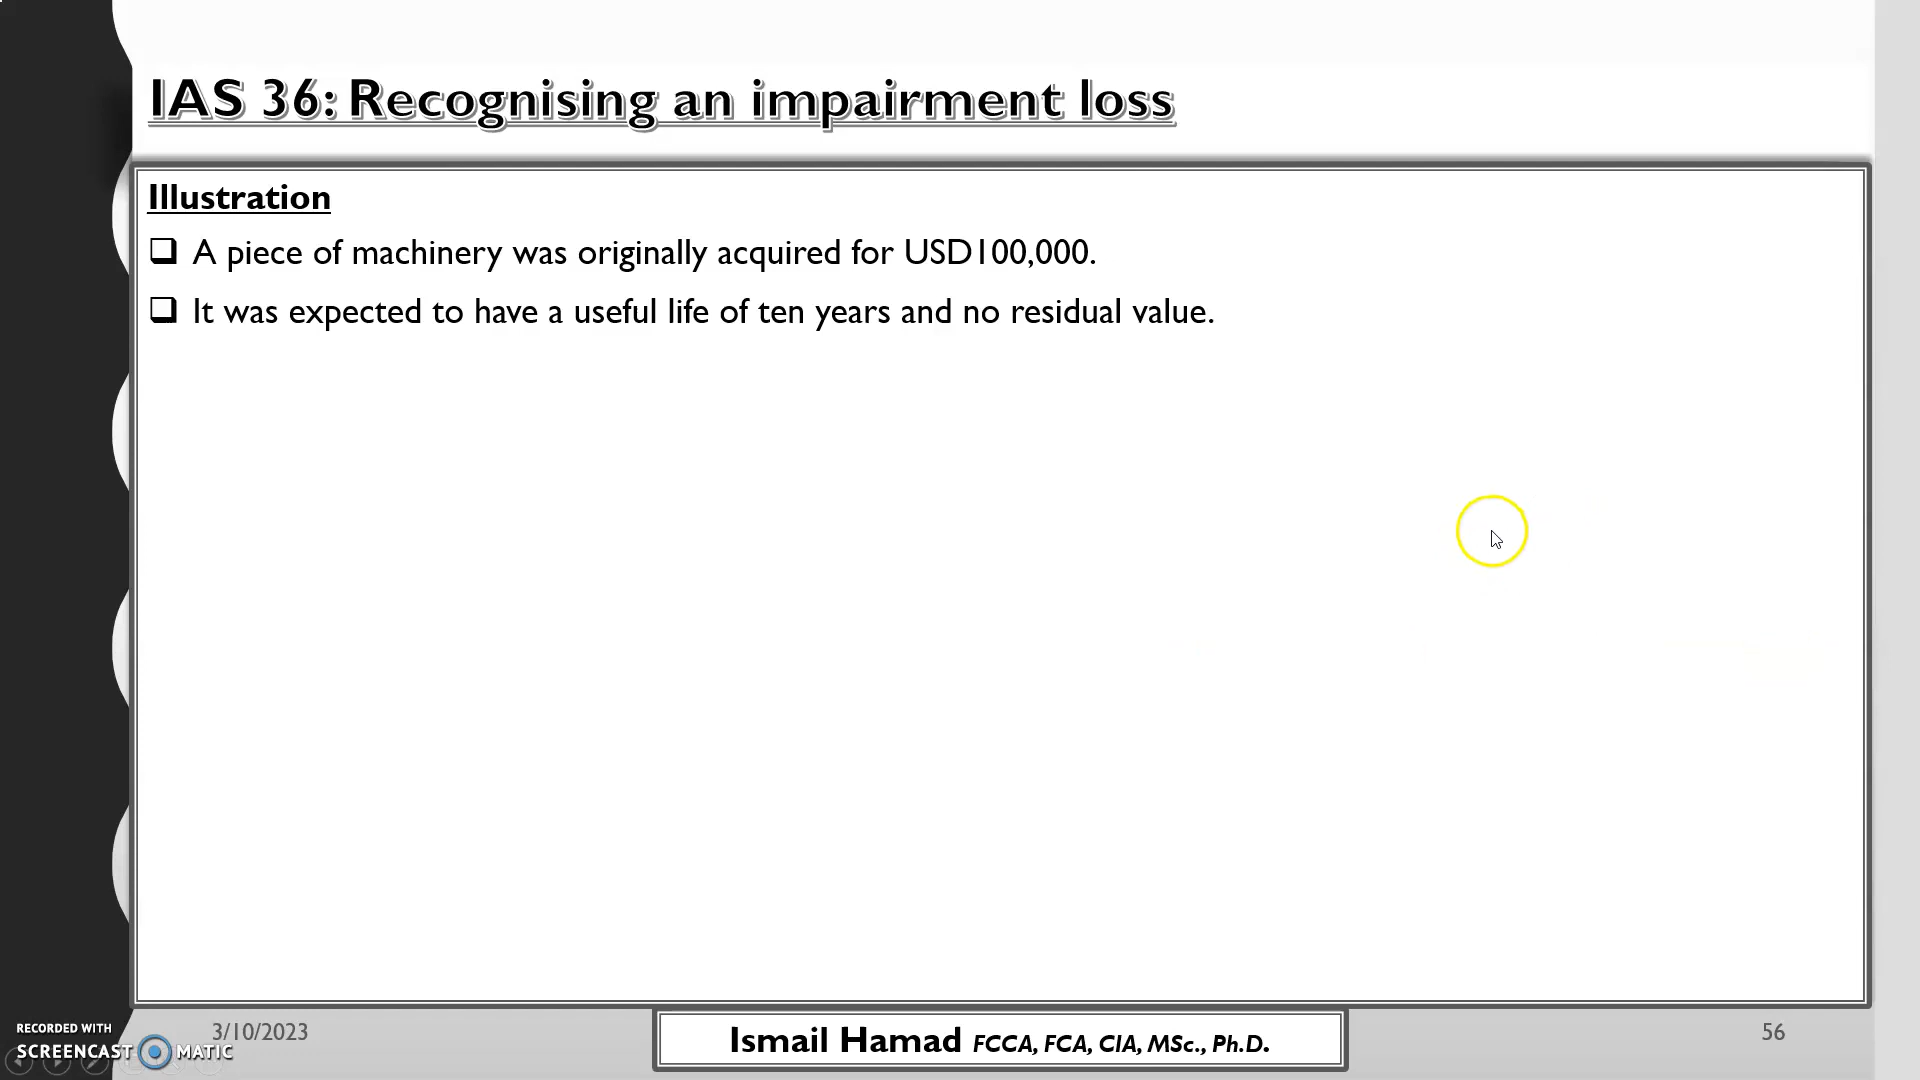 IAS 36: Recognising an impairment loss
Illustration
A piece of machinery was originally acquired for USD100,000.
It was expected to have a useful life of ten years and no residual value.
3/10/2023
Ismail Hamad FCCA, FCA, CIA, MSc., Ph.D.
56
RECORDED WITH
SCREENCAST MATIC